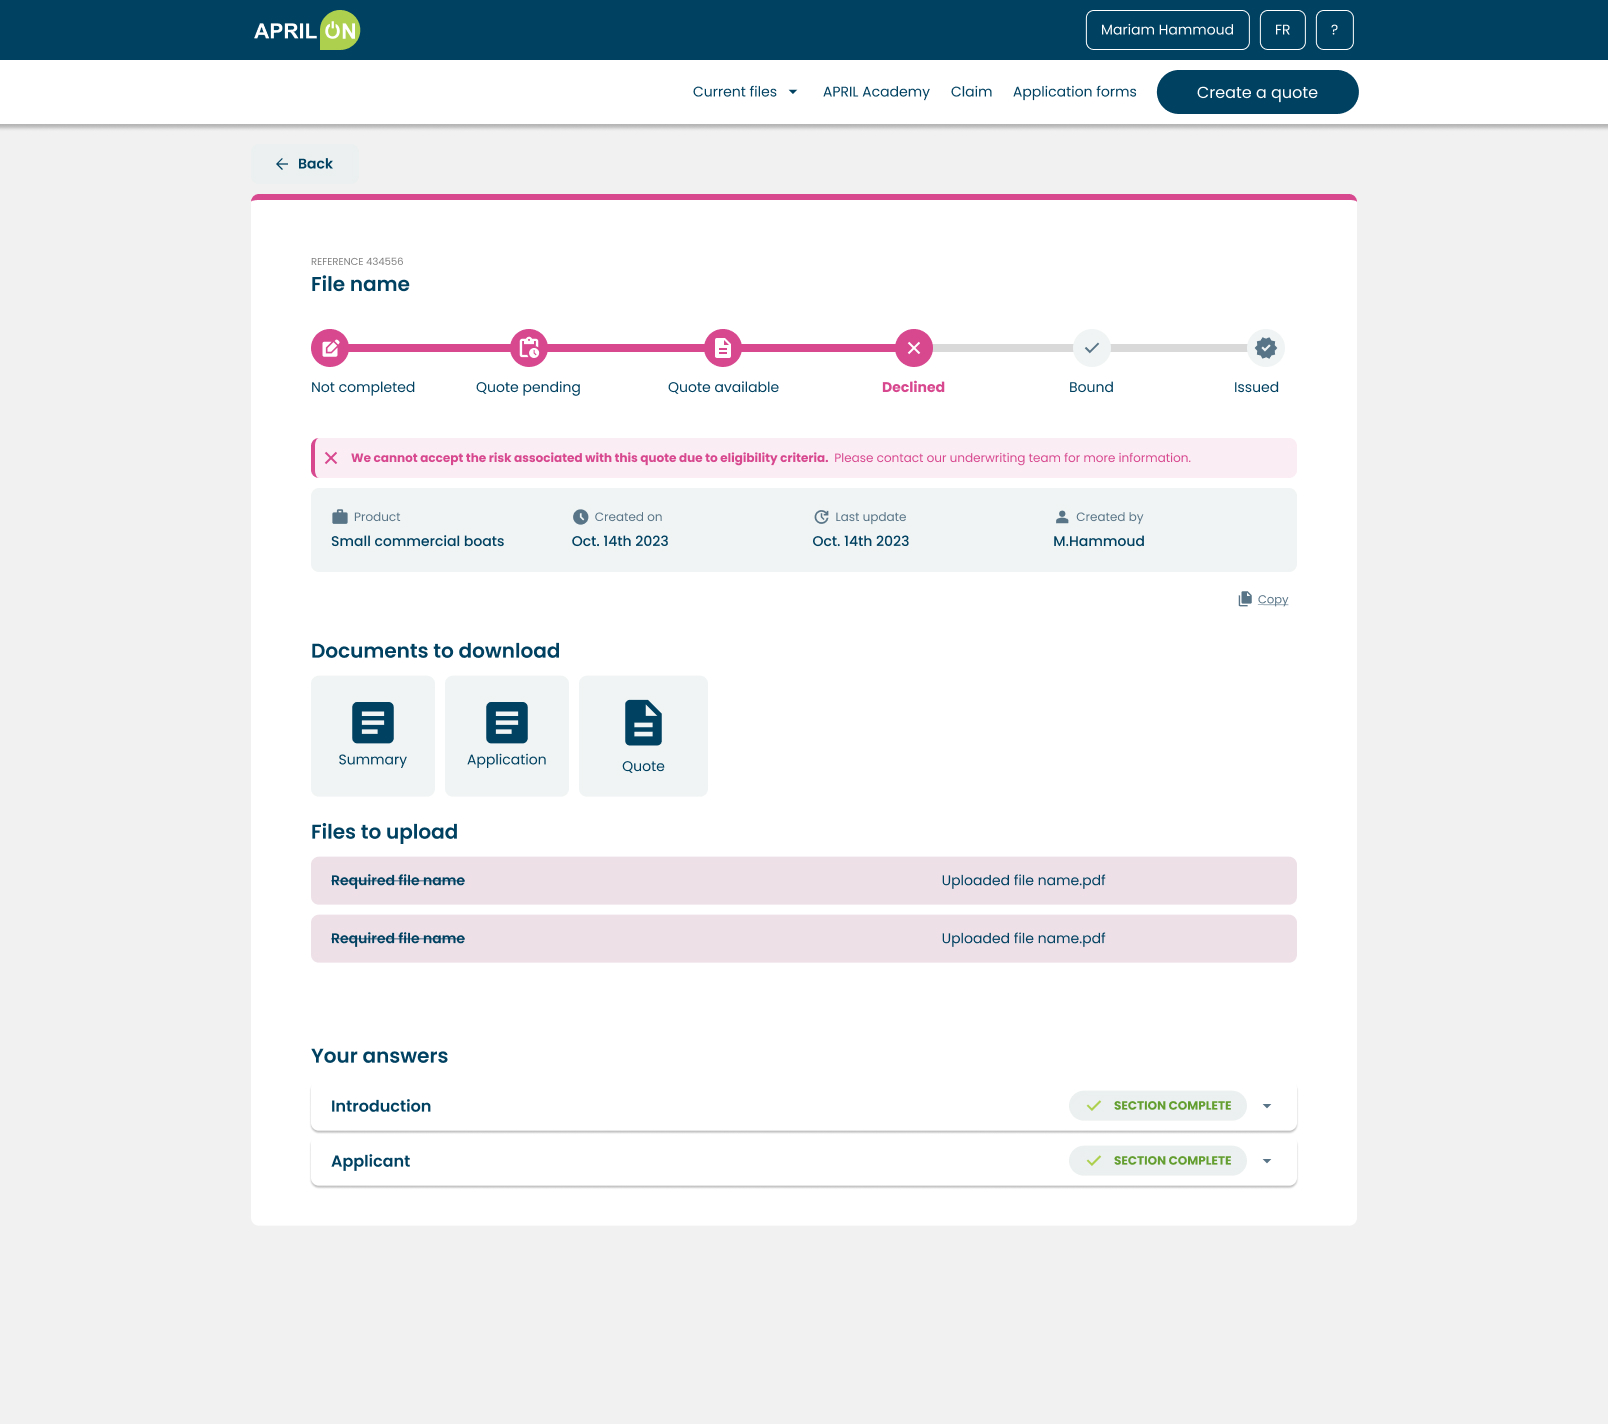 APRIL ON
Mariam Hammoud
FR
?
Current files
APRIL Academy
Claim
Application forms
Create a quote
Back
REFERENCE 434556
File name
Not completed
Quote pending
Quote available
Declined
Bound
Issued
We cannot accept the risk associated with this quote due to eligibility criteria. Please contact our underwriting team for more information.
Product
Created on
Last update
Created by
Small commercial boats
Oct. 14th 2023
Oct. 14th 2023
M.Hammoud
Copy
Documents to download
Summary
Application
Quote
Files to upload
Required file name
Uploaded file name.pdf
Required file name
Uploaded file name.pdf
Your answers
Introduction
SECTION COMPLETE
Applicant
SECTION COMPLETE